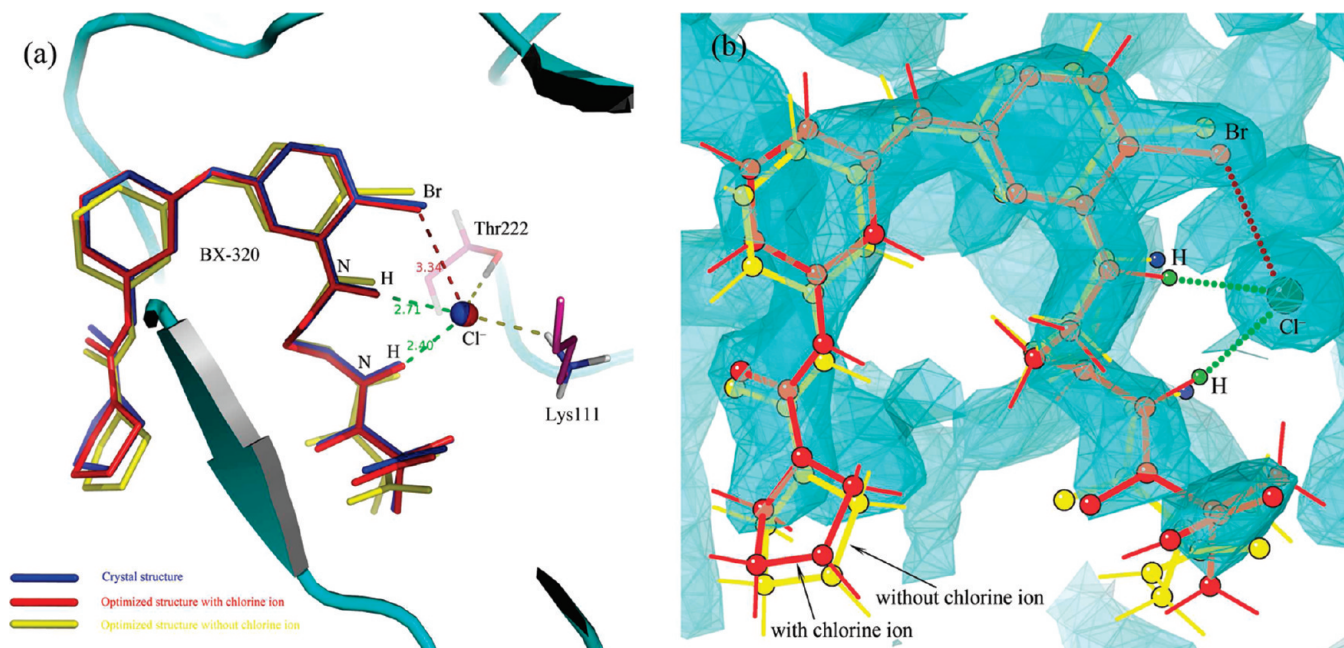 (a)
Br
Thr222
BX-320
N
H
3.34
2.71
Cl⁻
N
H
2.40
Lys111
Crystal structure
Optimized structure with chlorine ion
Optimized structure without chlorine ion
(b)
Br
H
Cl⁻
H
without chlorine ion
with chlorine ion